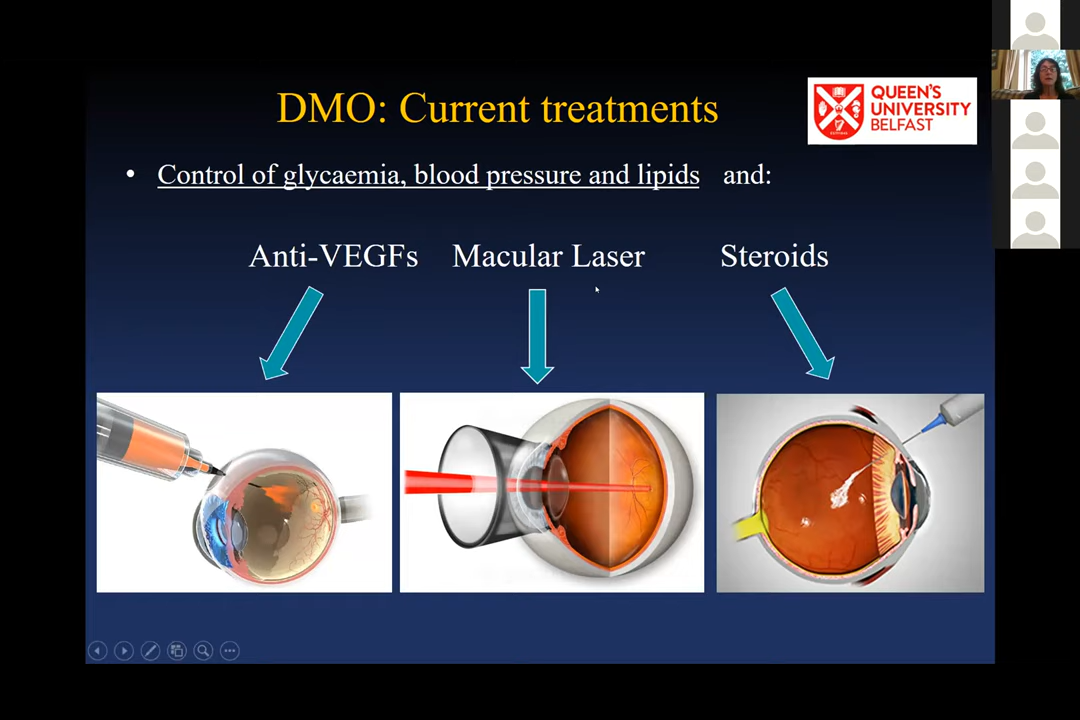 DMO: Current treatments
QUEEN'S
UNIVERSITY
BELFAST
• Control of glycaemia, blood pressure and lipids and:
Anti-VEGFs Macular Laser Steroids